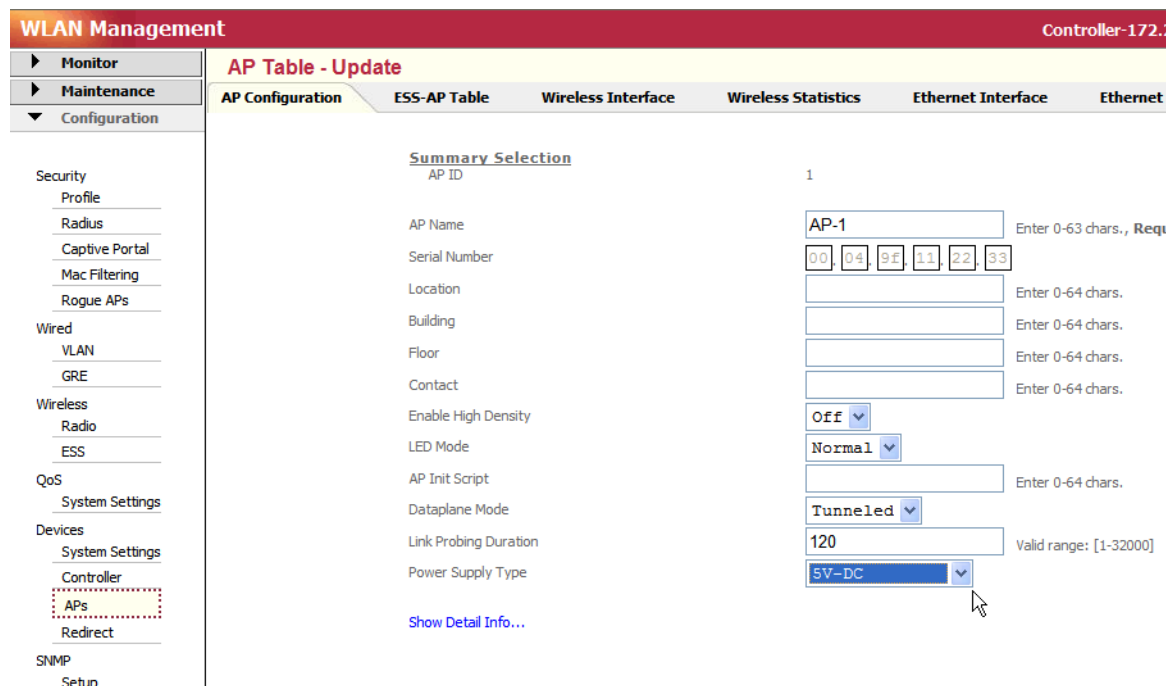 WLAN Management
Controller-172.
Monitor
Maintenance
Configuration
Security
Profile
Radius
Captive Portal
Mac Filtering
Rogue APs
Wired
VLAN
GRE
Wireless
Radio
ESS
QoS
System Settings
Devices
System Settings
Controller
APs
Redirect
SNMP
Setup
AP Table - Update
AP Configuration ESS-AP Table Wireless Interface Wireless Statistics Ethernet Interface Ethernet
Summary Selection
AP ID 1
AP Name AP-1 Enter 0-63 chars., Requ
Serial Number 00, 04, 9f, 11, 22, 33
Location Enter 0-64 chars.
Building Enter 0-64 chars.
Floor Enter 0-64 chars.
Contact Enter 0-64 chars.
Enable High Density Off
LED Mode Normal
AP Init Script Enter 0-64 chars.
Dataplane Mode Tunneled
Link Probing Duration 120 Valid range: [1-32000]
Power Supply Type 5V-DC
Show Detail Info...